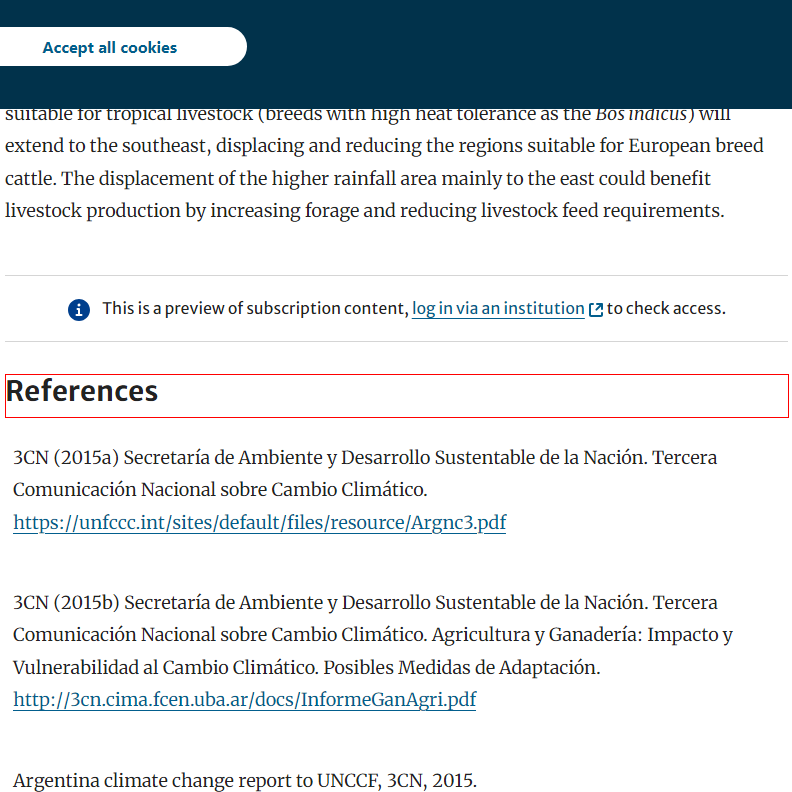 Accept all cookies
suitable for tropical livestock (breeds with high heat tolerance as the Bos indicus) will
extend to the southeast, displacing and reducing the regions suitable for European breed
cattle. The displacement of the higher rainfall area mainly to the east could benefit
livestock production by increasing forage and reducing livestock feed requirements.
This is a preview of subscription content, log in via an institution to check access.
References
3CN (2015a) Secretaría de Ambiente y Desarrollo Sustentable de la Nación. Tercera
Comunicación Nacional sobre Cambio Climático.
https://unfccc.int/sites/default/files/resource/Argnc3.pdf
3CN (2015b) Secretaría de Ambiente y Desarrollo Sustentable de la Nación. Tercera
Comunicación Nacional sobre Cambio Climático. Agricultura y Ganadería: Impacto y
Vulnerabilidad al Cambio Climático. Posibles Medidas de Adaptación.
http://3cn.cima.fcen.uba.ar/docs/InformeGanAgri.pdf
Argentina climate change report to UNCCF, 3CN, 2015.